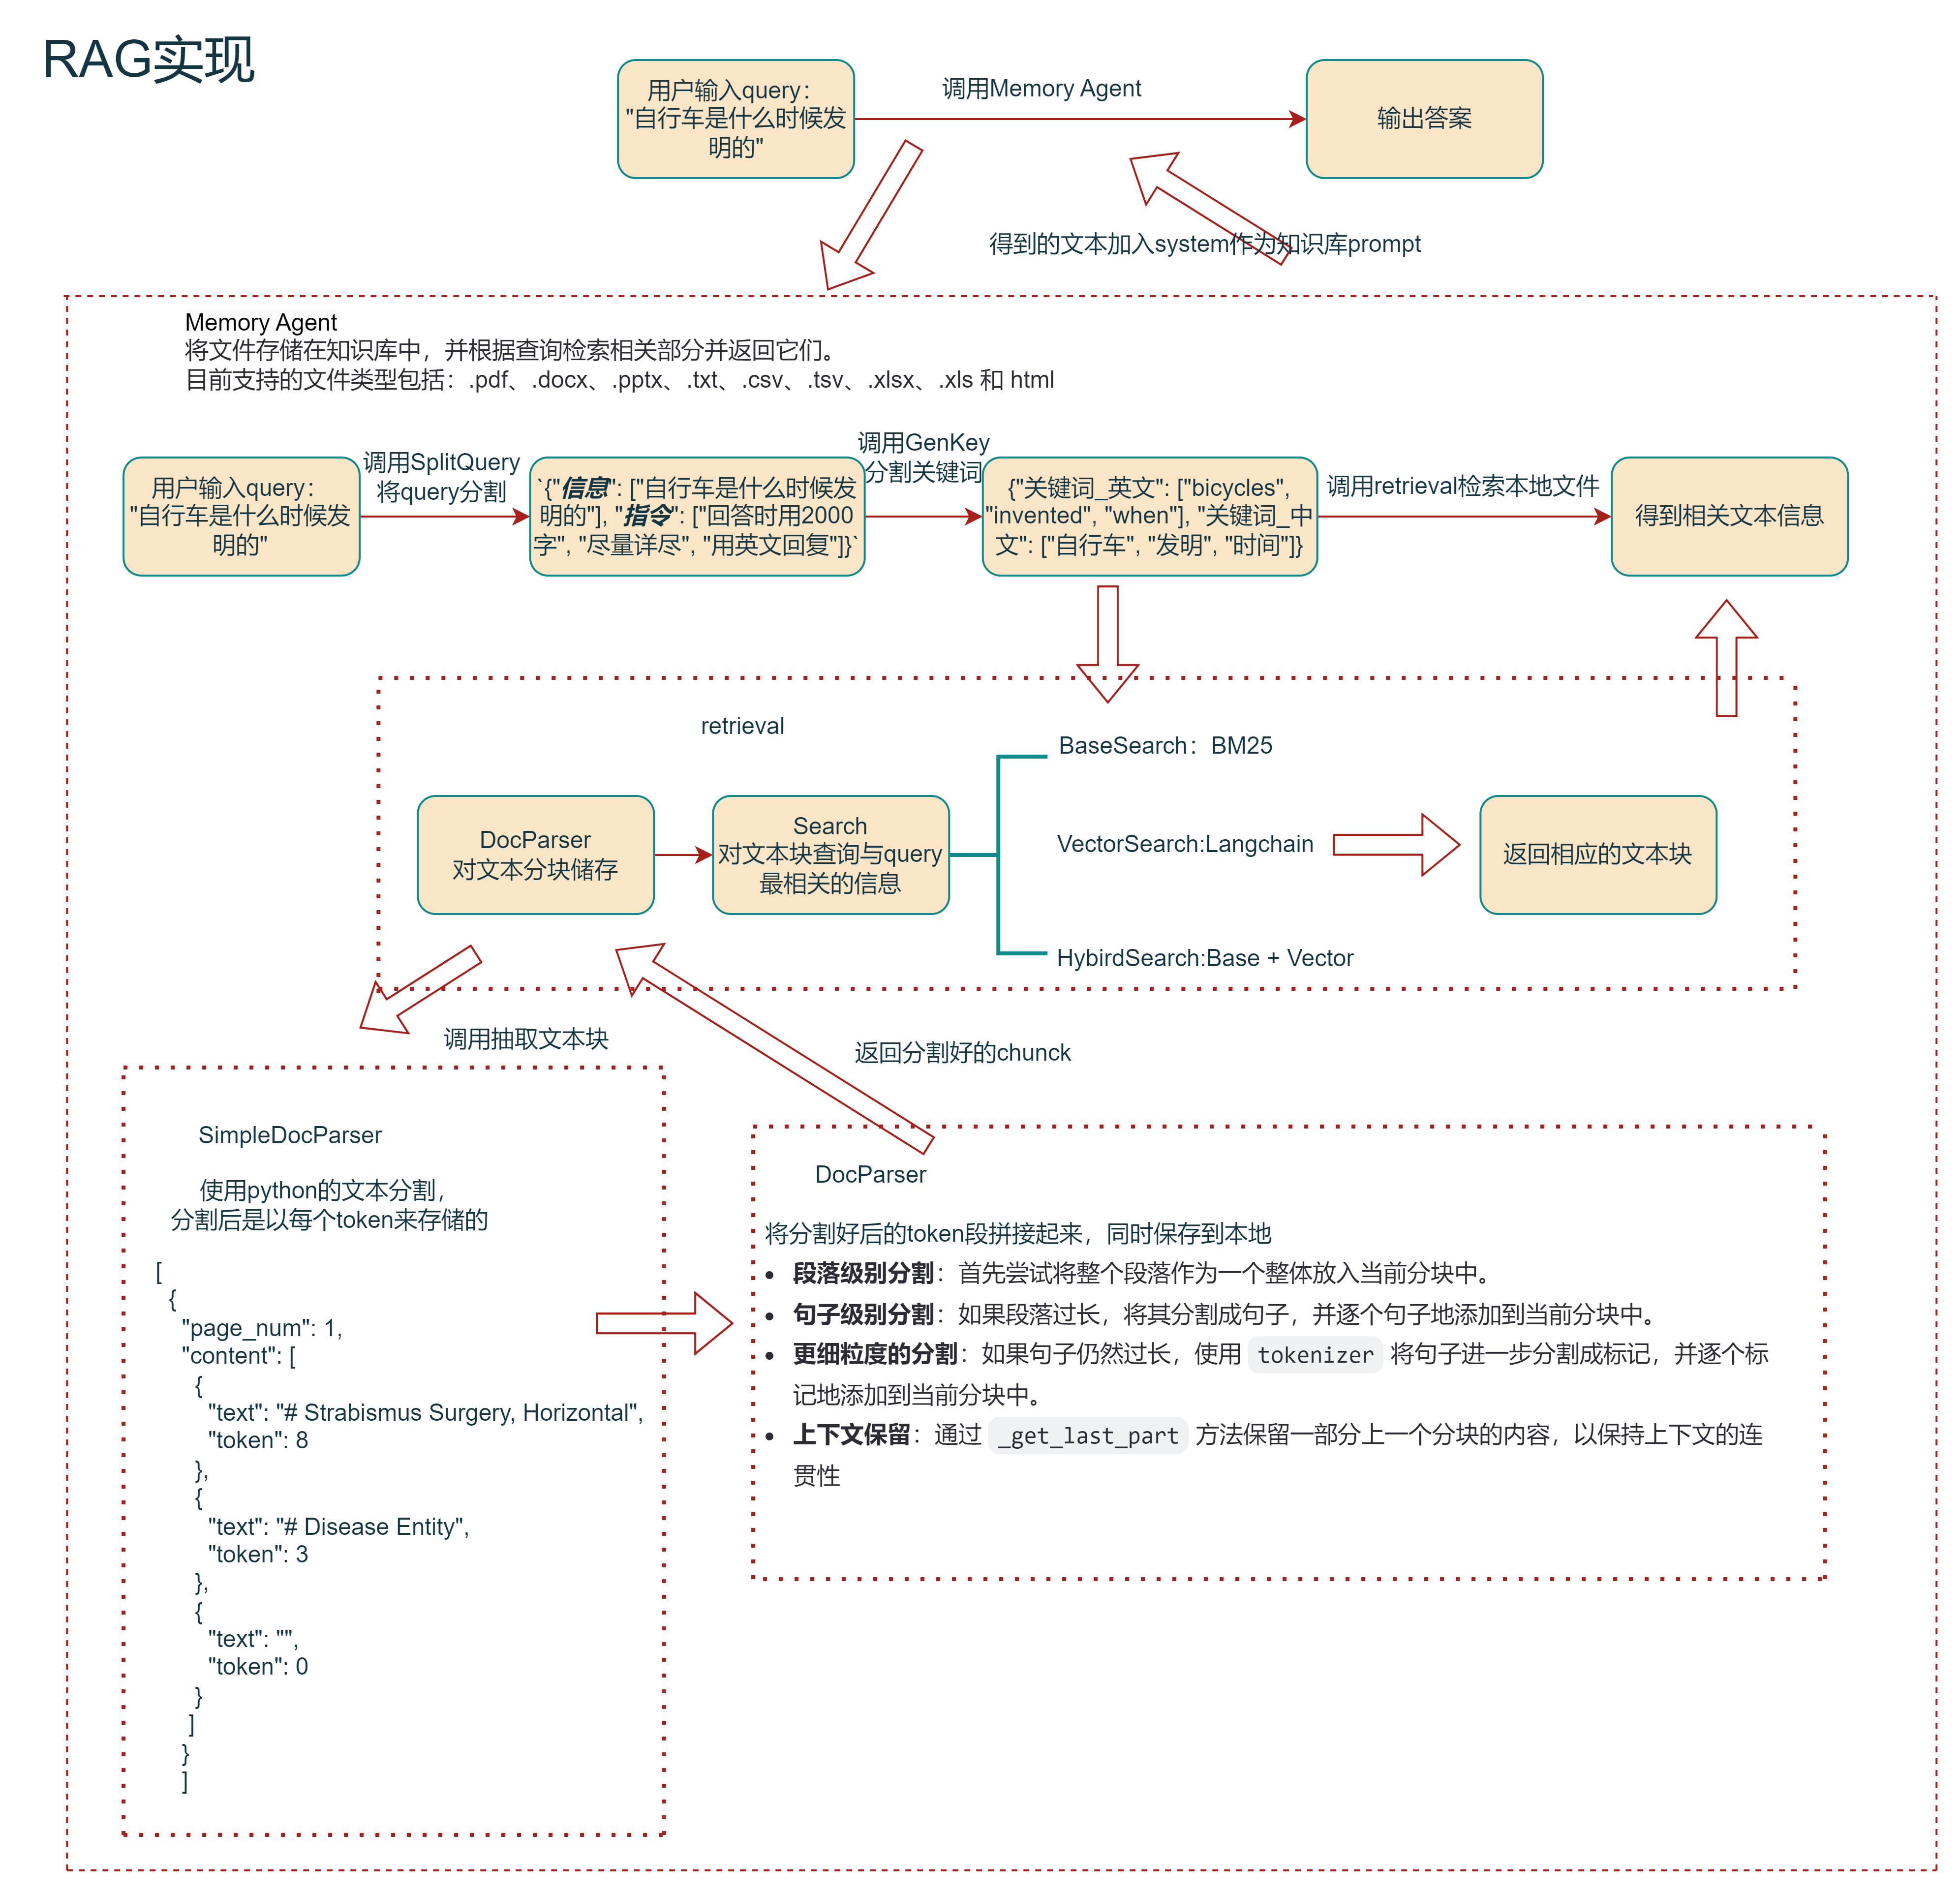 RAG实现
用户输入query：
"自行车是什么时候发
明的"
调用Memory Agent
输出答案
得到的文本加入system作为知识库prompt
Memory Agent
将文件存储在知识库中，并根据查询检索相关部分并返回它们。
目前支持的文件类型包括：.pdf、.docx、.pptx、.txt、.csv、.tsv、.xlsx、.xls 和 html
用户输入query：
"自行车是什么时候发
明的"
调用SplitQuery
将query分割
`{"信息": ["自行车是什么时候发
明的"], "指令": ["回答时用2000
字", "尽量详尽", "用英文回复"]}`
调用GenKey
分割关键词
{"关键词_英文": ["bicycles",
"invented", "when"], "关键词_中
文": ["自行车", "发明", "时间"]}
调用retrieval检索本地文件
得到相关文本信息
retrieval
DocParser
对文本分块储存
Search
对文本块查询与query
最相关的信息
BaseSearch：BM25
VectorSearch:Langchain
HybirdSearch:Base + Vector
返回相应的文本块
调用抽取文本块
返回分割好的chunck
SimpleDocParser
使用python的文本分割，
分割后是以每个token来存储的
[
{
"page_num": 1,
"content": [
{
"text": "# Strabismus Surgery, Horizontal",
"token": 8
},
{
"text": "# Disease Entity",
"token": 3
},
{
"text": "",
"token": 0
}
]
}
]
DocParser
将分割好后的token段拼接起来，同时保存到本地
• 段落级别分割：首先尝试将整个段落作为一个整体放入当前分块中。
• 句子级别分割：如果段落过长，将其分割成句子，并逐个句子地添加到当前分块中。
• 更细粒度的分割：如果句子仍然过长，使用 tokenizer 将句子进一步分割成标记，并逐个标
记地添加到当前分块中。
• 上下文保留：通过 _get_last_part 方法保留一部分上一个分块的内容，以保持上下文的连
贯性